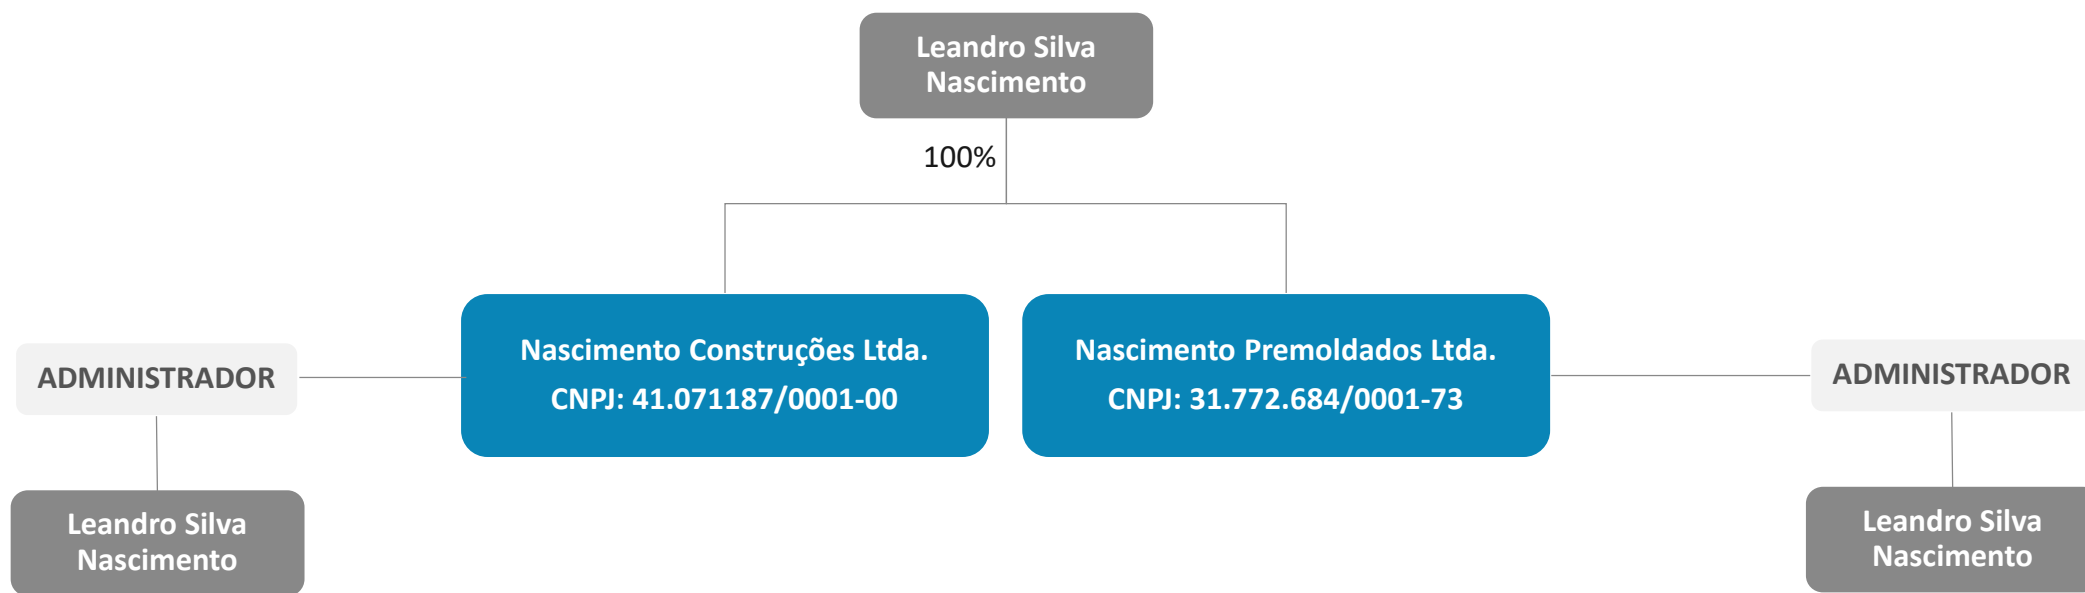 Leandro Silva
Nascimento
100%
Nascimento Construções Ltda.
CNPJ: 41.071187/0001-00
Nascimento Premoldados Ltda.
CNPJ: 31.772.684/0001-73
ADMINISTRADOR
ADMINISTRADOR
Leandro Silva
Nascimento
Leandro Silva
Nascimento